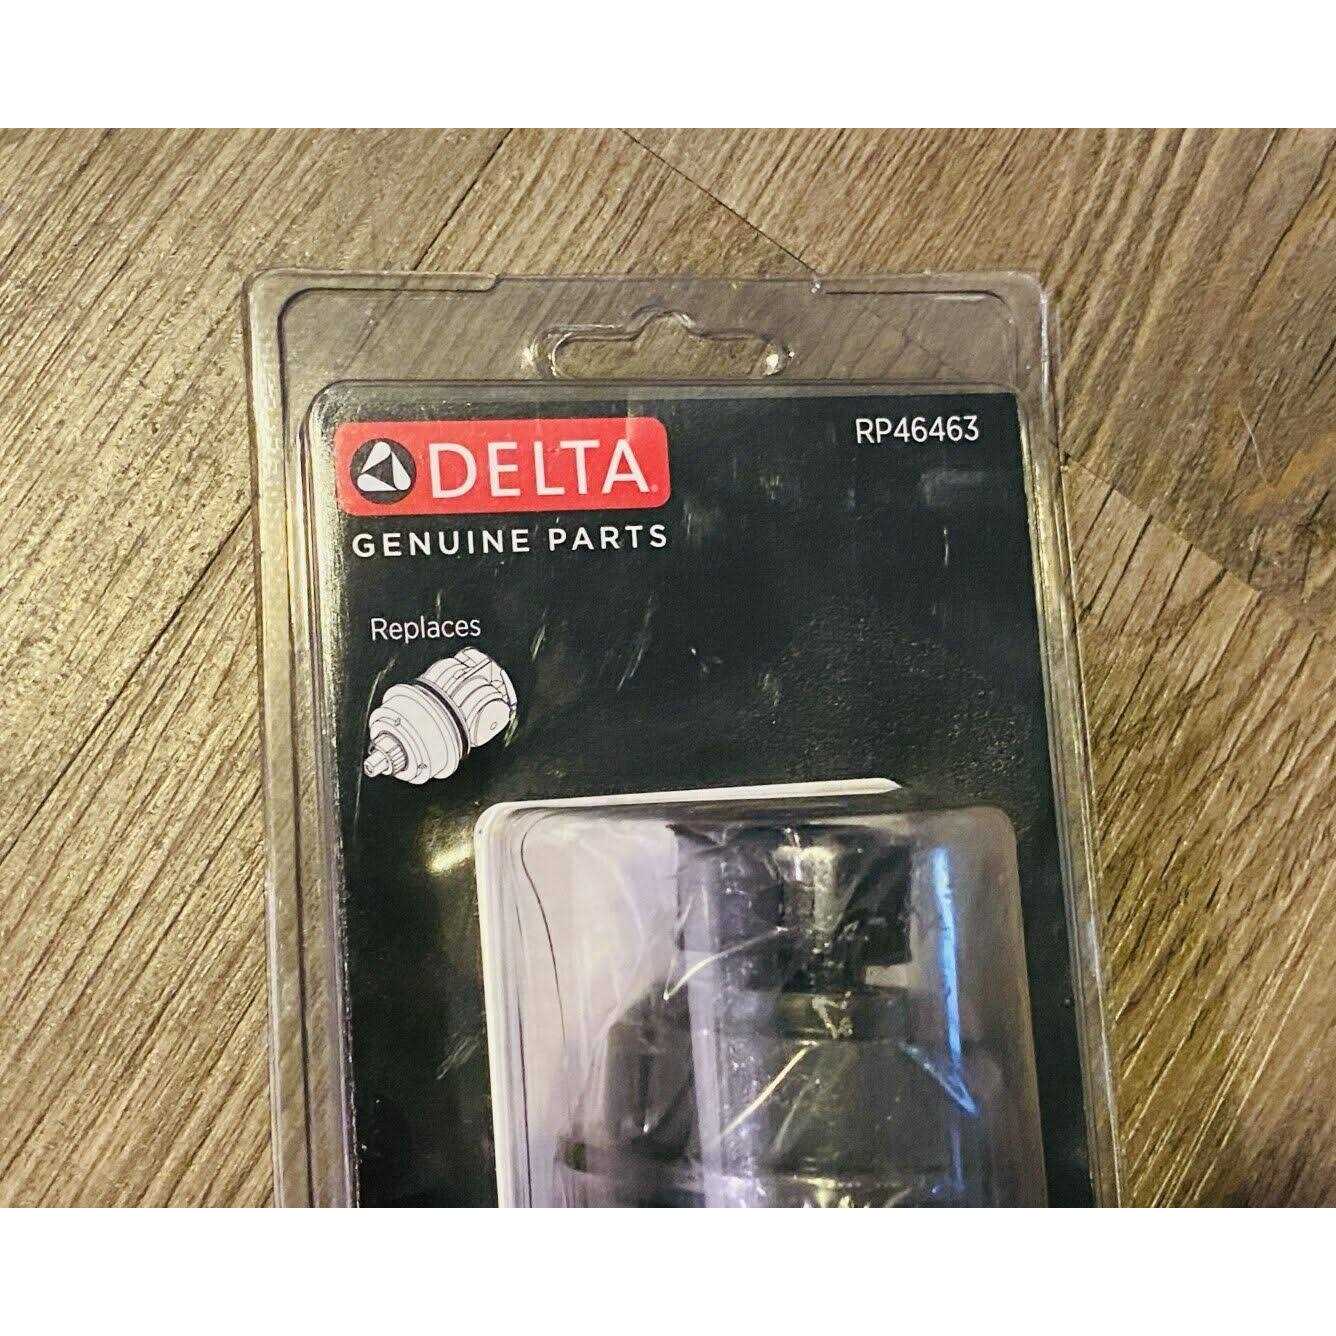 DELTA®
RP46463
GENUINE PARTS
Replaces